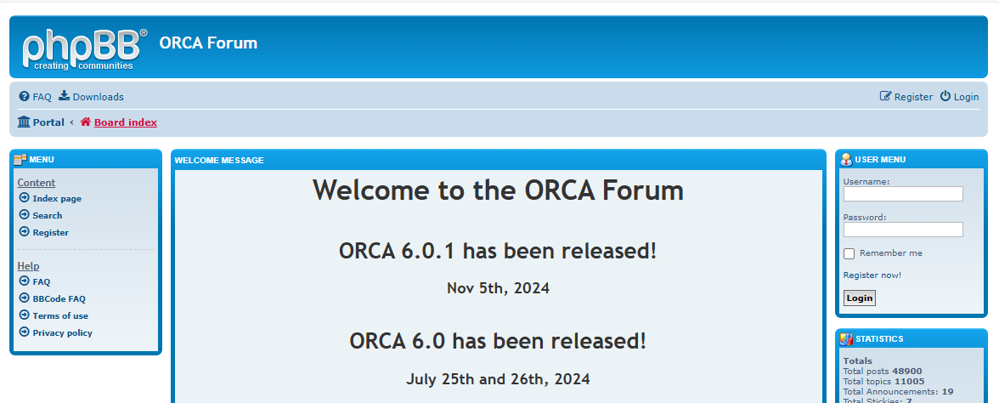 phpBB®
creating communities
ORCA Forum
FAQ Downloads
Register Login
Portal ‹ Board index
MENU
Content
Index page
Search
Register
Help
FAQ
BBCode FAQ
Terms of use
Privacy policy
WELCOME MESSAGE
Welcome to the ORCA Forum
ORCA 6.0.1 has been released!
Nov 5th, 2024
ORCA 6.0 has been released!
July 25th and 26th, 2024
USER MENU
Username:
Password:
Remember me
Register now!
Login
STATISTICS
Totals
Total posts 48900
Total topics 11005
Total Announcements: 19
Total Stickies: 7